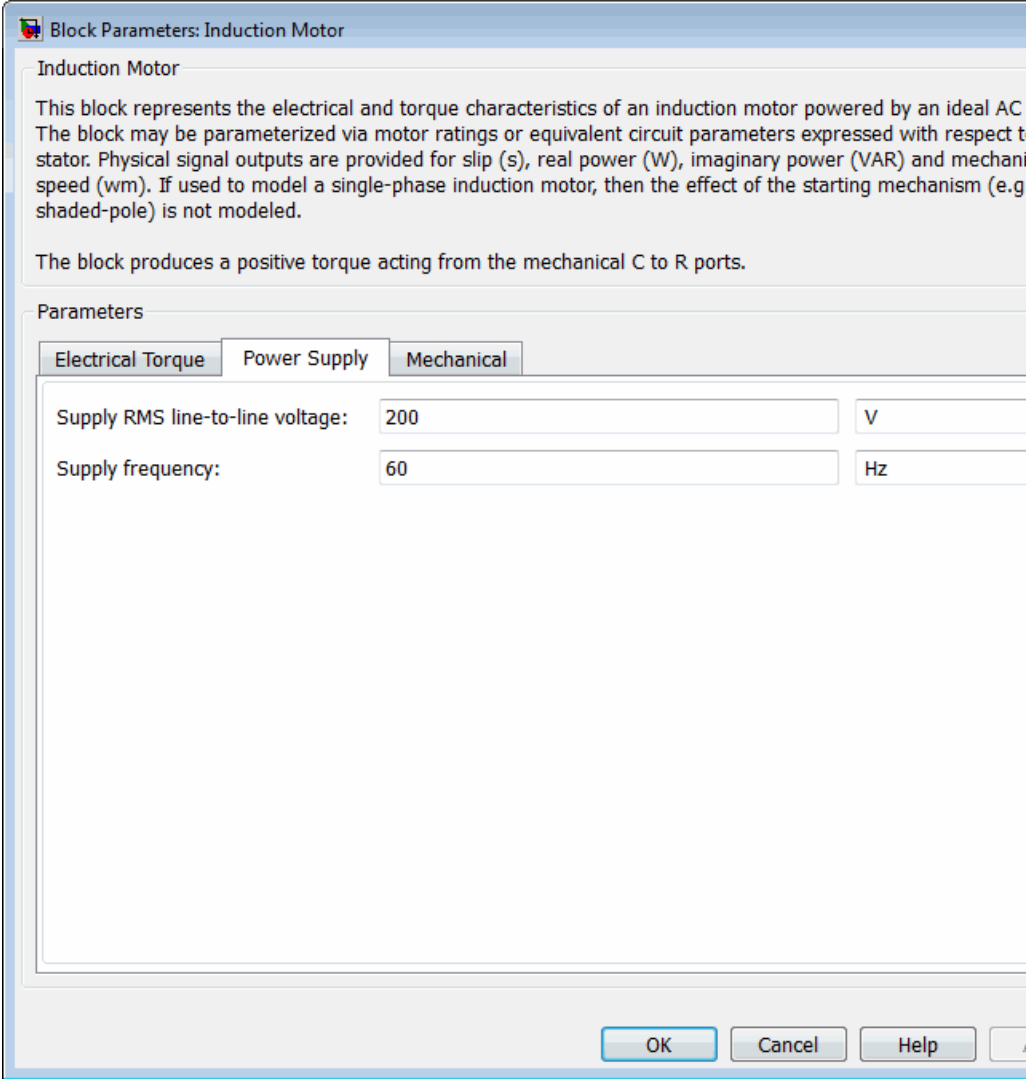 Block Parameters: Induction Motor
Induction Motor
This block represents the electrical and torque characteristics of an induction motor powered by an ideal AC
The block may be parameterized via motor ratings or equivalent circuit parameters expressed with respect t
stator. Physical signal outputs are provided for slip (s), real power (W), imaginary power (VAR) and mechani
speed (wm). If used to model a single-phase induction motor, then the effect of the starting mechanism (e.g
shaded-pole) is not modeled.
The block produces a positive torque acting from the mechanical C to R ports.
Parameters
Electrical Torque Power Supply Mechanical
Supply RMS line-to-line voltage: 200 V
Supply frequency: 60 Hz
OK Cancel Help